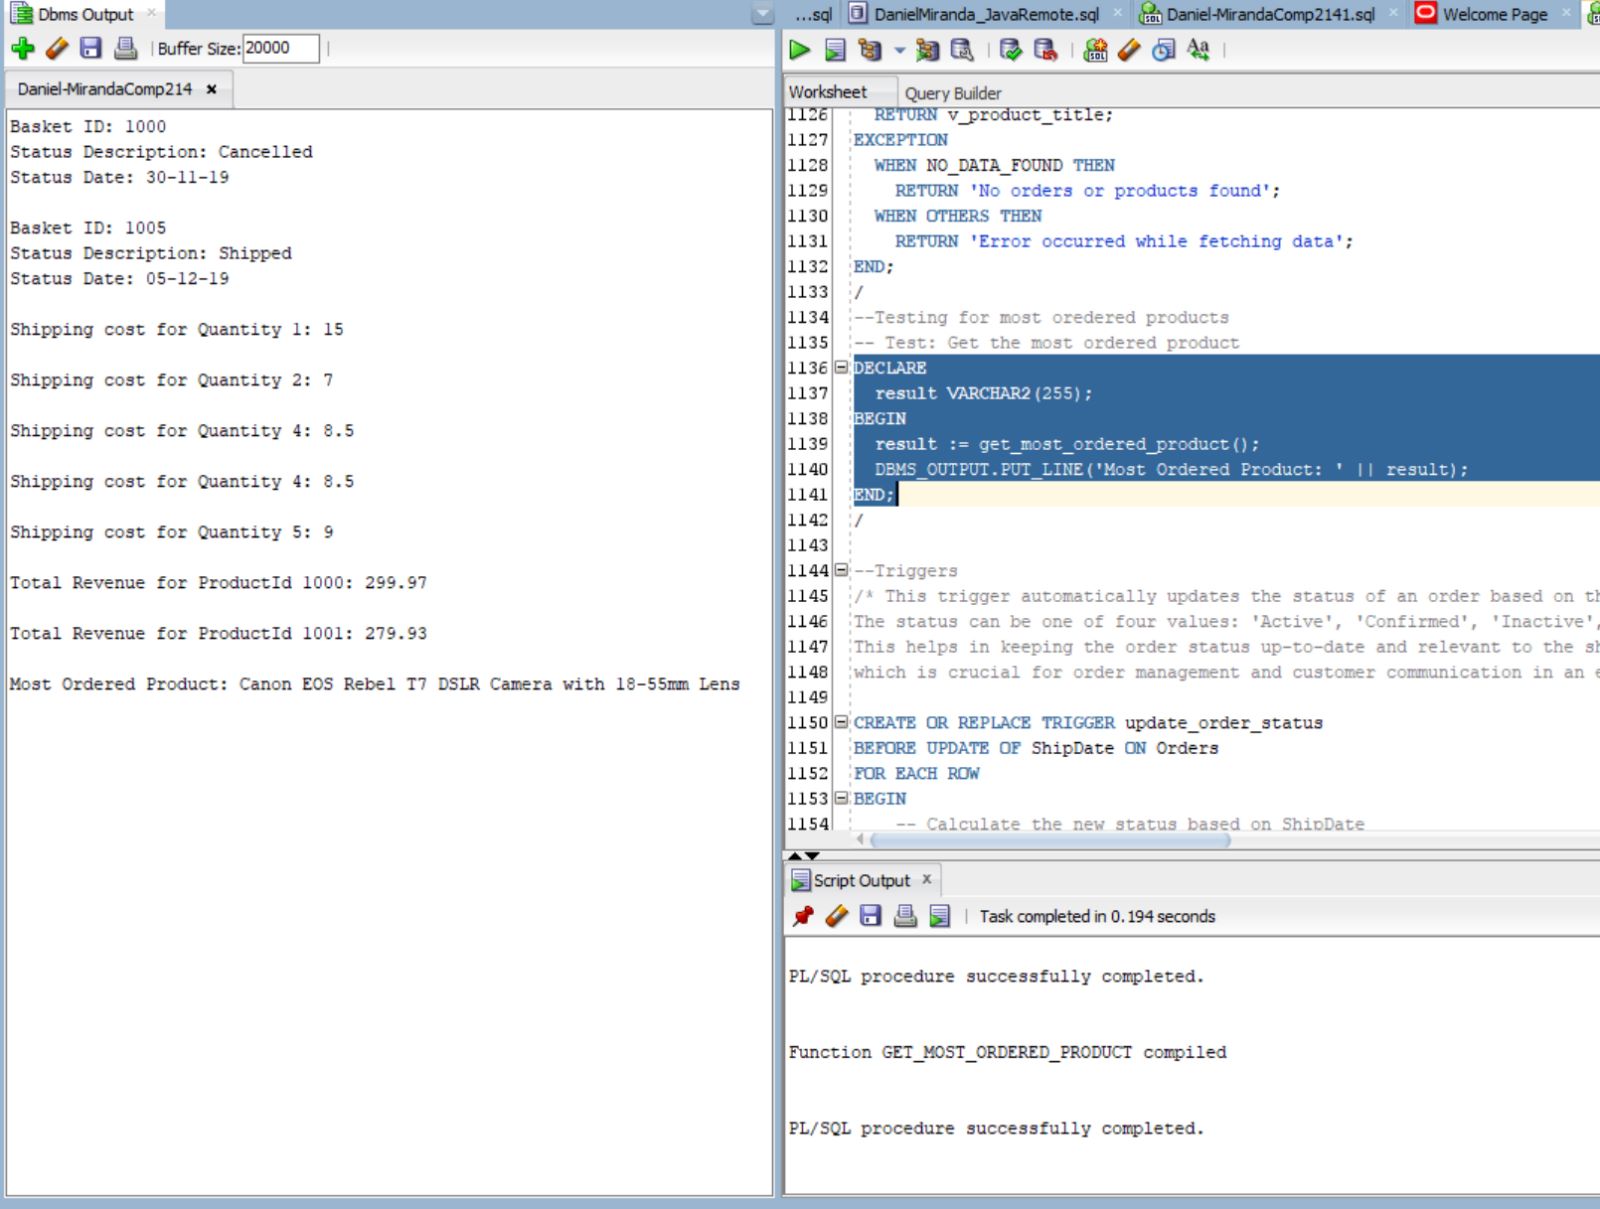 Dbms Output
Buffer Size: 20000
Daniel-MirandaComp214
Basket ID: 1000
Status Description: Cancelled
Status Date: 30-11-19
Basket ID: 1005
Status Description: Shipped
Status Date: 05-12-19
Shipping cost for Quantity 1: 15
Shipping cost for Quantity 2: 7
Shipping cost for Quantity 4: 8.5
Shipping cost for Quantity 4: 8.5
Shipping cost for Quantity 5: 9
Total Revenue for ProductId 1000: 299.97
Total Revenue for ProductId 1001: 279.93
Most Ordered Product: Canon EOS Rebel T7 DSLR Camera with 18-55mm Lens
...sql DanielMiranda_JavaRemote.sql Daniel-MirandaComp2141.sql Welcome Page
Worksheet Query Builder
1126 RETURN v_product_title;
1127 EXCEPTION
1128 WHEN NO_DATA_FOUND THEN
1129 RETURN 'No orders or products found';
1130 WHEN OTHERS THEN
1131 RETURN 'Error occurred while fetching data';
1132 END;
1133 /
1134 --Testing for most oredered products
1135 -- Test: Get the most ordered product
1136 DECLARE
1137 result VARCHAR2(255);
1138 BEGIN
1139 result := get_most_ordered_product();
1140 DBMS_OUTPUT.PUT_LINE('Most Ordered Product: ' || result);
1141 END;
1142 /
1143
1144 --Triggers
1145 /* This trigger automatically updates the status of an order based on th
1146 The status can be one of four values: 'Active', 'Confirmed', 'Inactive',
1147 This helps in keeping the order status up-to-date and relevant to the sh
1148 which is crucial for order management and customer communication in an e
1149
1150 CREATE OR REPLACE TRIGGER update_order_status
1151 BEFORE UPDATE OF ShipDate ON Orders
1152 FOR EACH ROW
1153 BEGIN
1154 -- Calculate the new status based on ShipDate
Script Output
Task completed in 0.194 seconds
PL/SQL procedure successfully completed.
Function GET_MOST_ORDERED_PRODUCT compiled
PL/SQL procedure successfully completed.